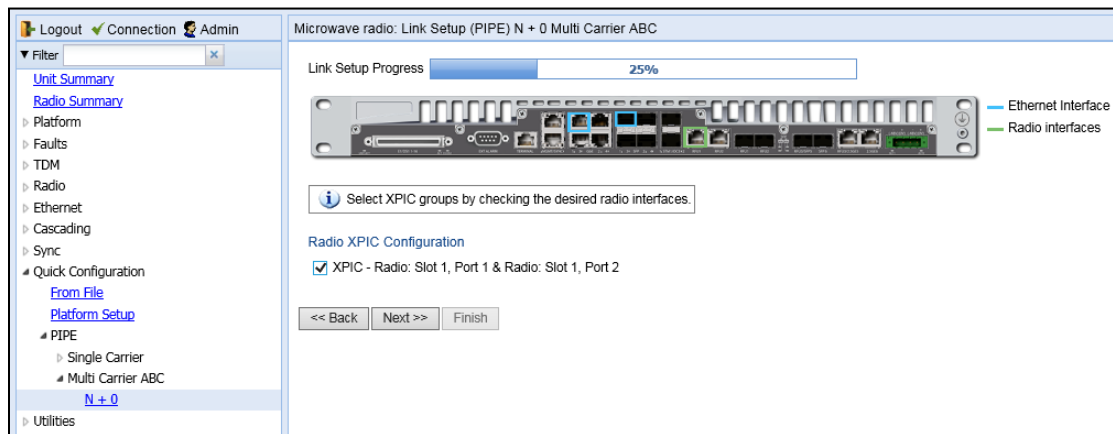 Logout Connection Admin
Filter
Unit Summary
Radio Summary
Platform
Faults
TDM
Radio
Ethernet
Cascading
Sync
Quick Configuration
From File
Platform Setup
PIPE
Single Carrier
Multi Carrier ABC
N + 0
Utilities
Microwave radio: Link Setup (PIPE) N + 0 Multi Carrier ABC
Link Setup Progress 25%
Ethernet Interface
Radio interfaces
Select XPIC groups by checking the desired radio interfaces.
Radio XPIC Configuration
XPIC - Radio: Slot 1, Port 1 & Radio: Slot 1, Port 2
<< Back Next >> Finish